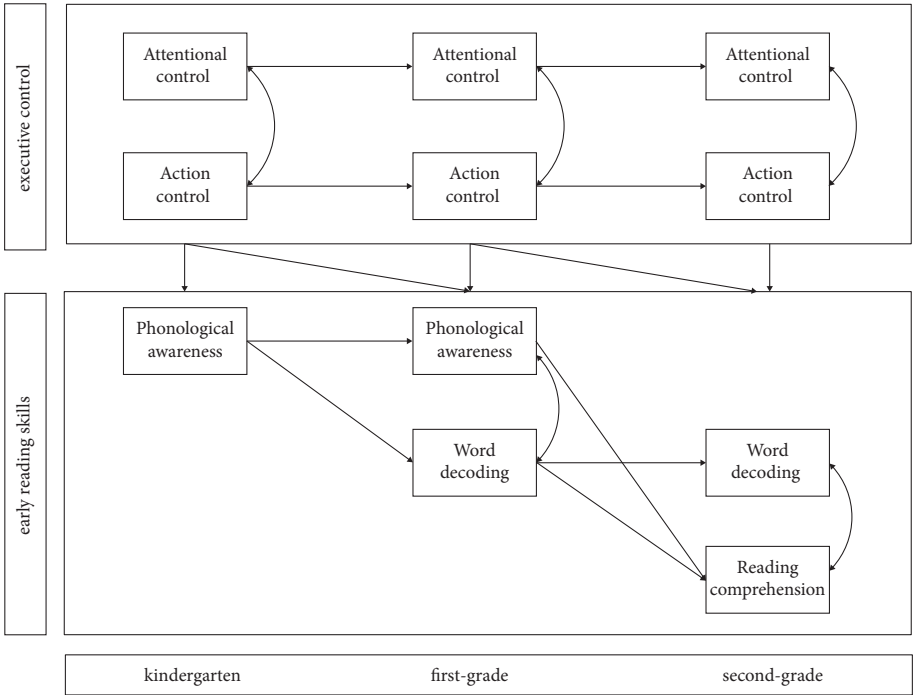 executive control
Attentional
control
Attentional
control
Attentional
control
Action
control
Action
control
Action
control
early reading skills
Phonological
awareness
Phonological
awareness
Word
decoding
Word
decoding
Reading
comprehension
kindergarten
first-grade
second-grade